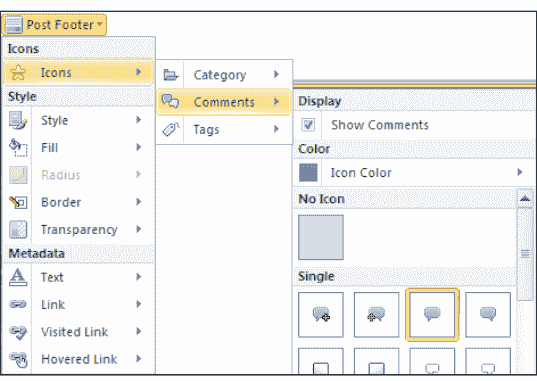 Post Footer
Icons
Icons
Style
Style
Fill
Radius
Border
Transparency
Metadata
Text
Link
Visited Link
Hovered Link
Category
Comments
Tags
Display
Show Comments
Color
Icon Color
No Icon
Single